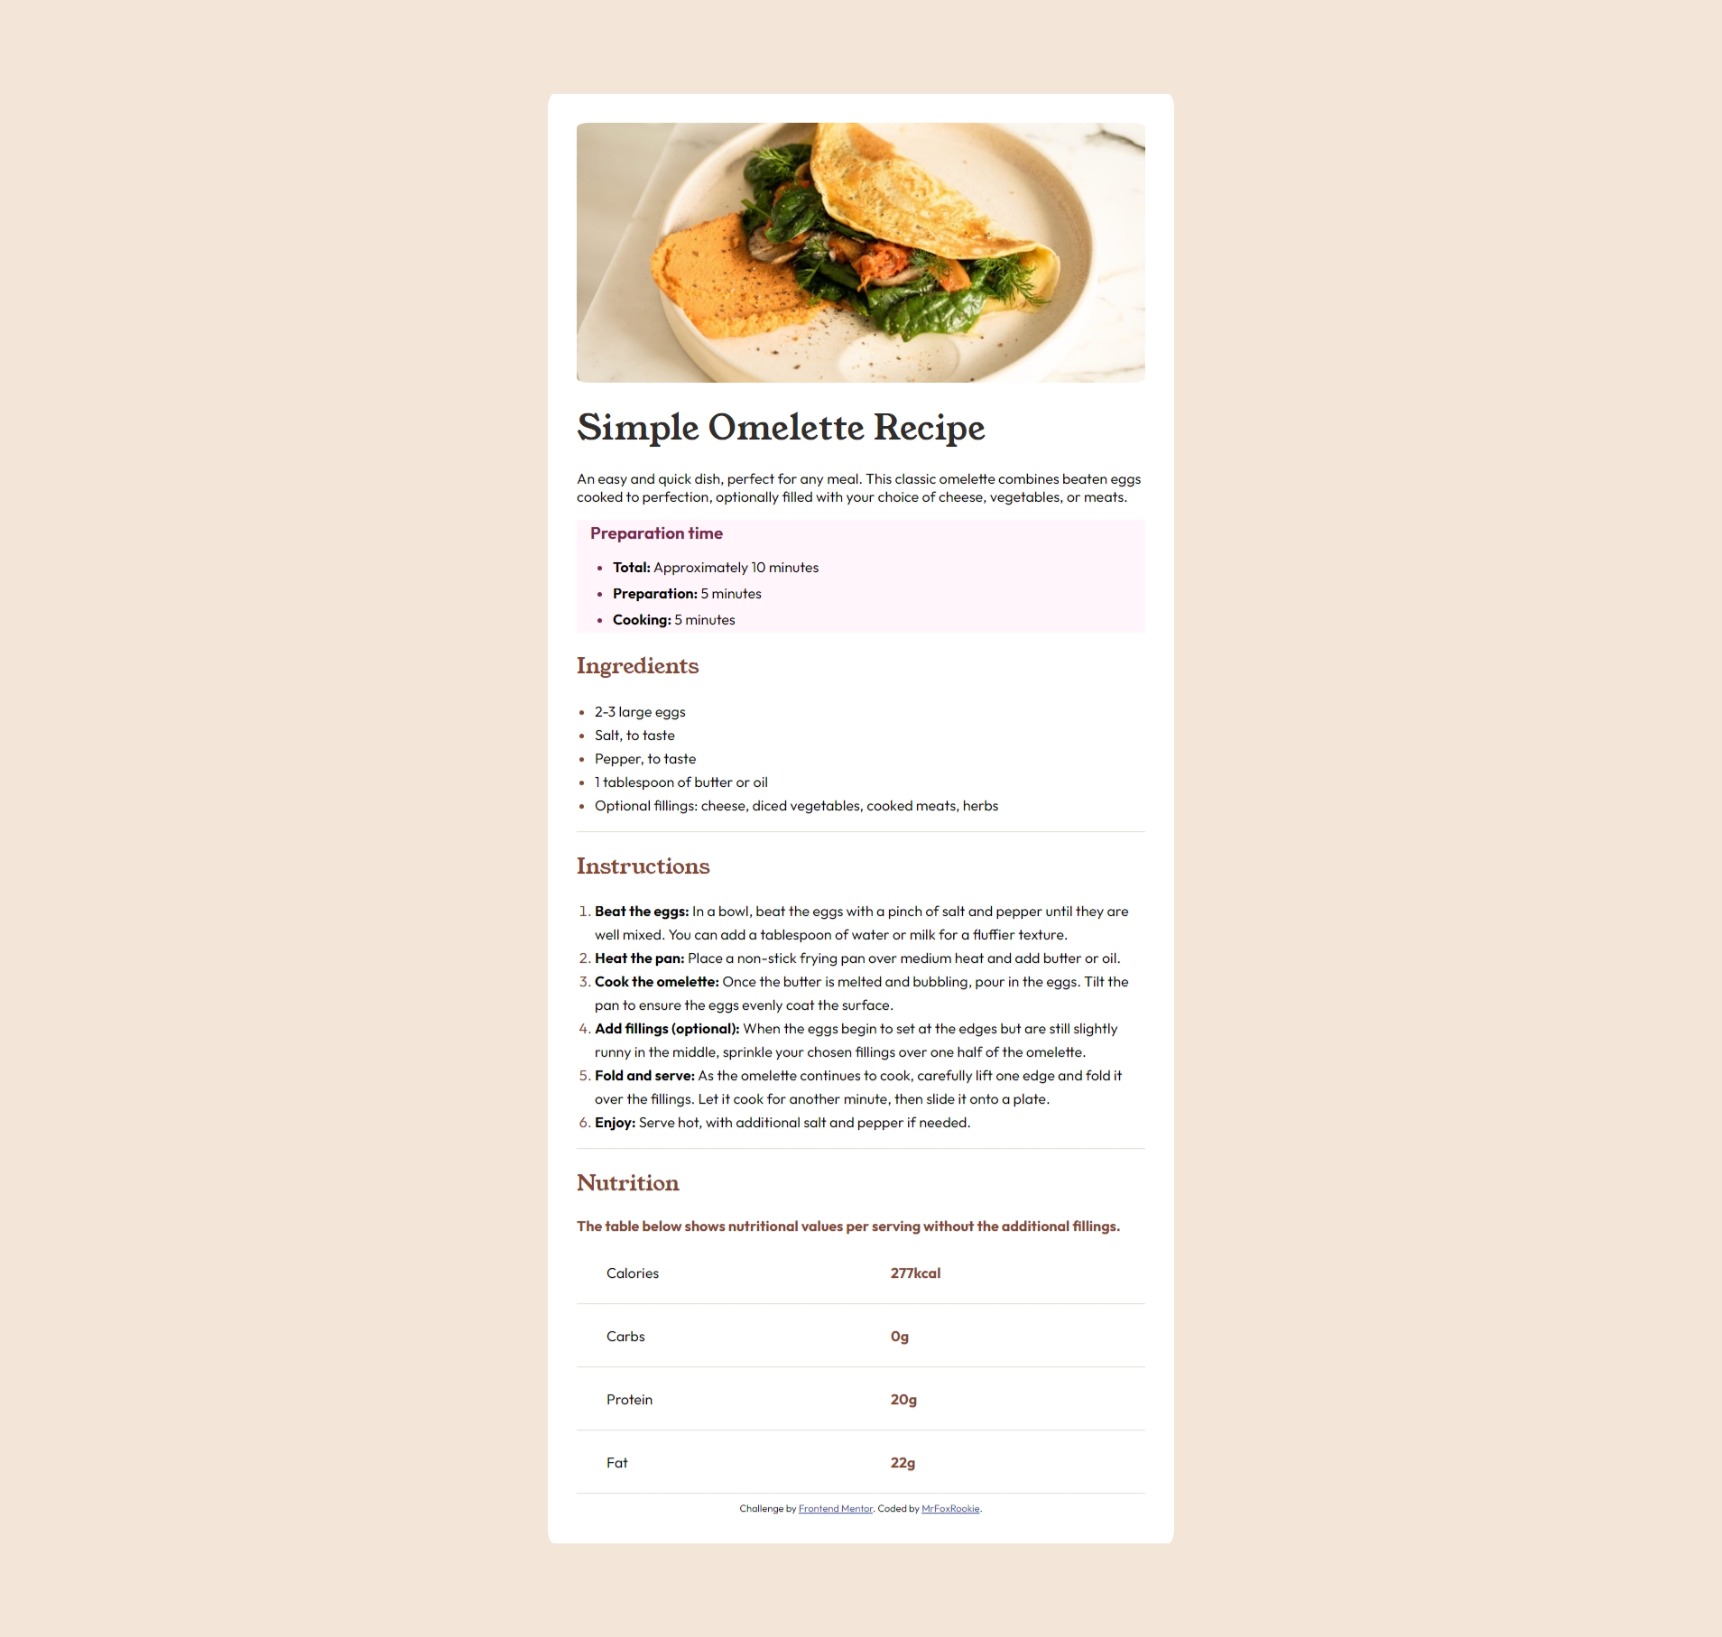 Simple Omelette Recipe
An easy and quick dish, perfect for any meal. This classic omelette combines beaten eggs
cooked to perfection, optionally filled with your choice of cheese, vegetables, or meats.
Preparation time
• Total: Approximately 10 minutes
• Preparation: 5 minutes
• Cooking: 5 minutes
Ingredients
• 2-3 large eggs
• Salt, to taste
• Pepper, to taste
• 1 tablespoon of butter or oil
• Optional fillings: cheese, diced vegetables, cooked meats, herbs
Instructions
1. Beat the eggs: In a bowl, beat the eggs with a pinch of salt and pepper until they are
well mixed. You can add a tablespoon of water or milk for a fluffier texture.
2. Heat the pan: Place a non-stick frying pan over medium heat and add butter or oil.
3. Cook the omelette: Once the butter is melted and bubbling, pour in the eggs. Tilt the
pan to ensure the eggs evenly coat the surface.
4. Add fillings (optional): When the eggs begin to set at the edges but are still slightly
runny in the middle, sprinkle your chosen fillings over one half of the omelette.
5. Fold and serve: As the omelette continues to cook, carefully lift one edge and fold it
over the fillings. Let it cook for another minute, then slide it onto a plate.
6. Enjoy: Serve hot, with additional salt and pepper if needed.
Nutrition
The table below shows nutritional values per serving without the additional fillings.
Calories 277kcal
Carbs 0g
Protein 20g
Fat 22g
Challenge by Frontend Mentor. Coded by MrFoxRookie.